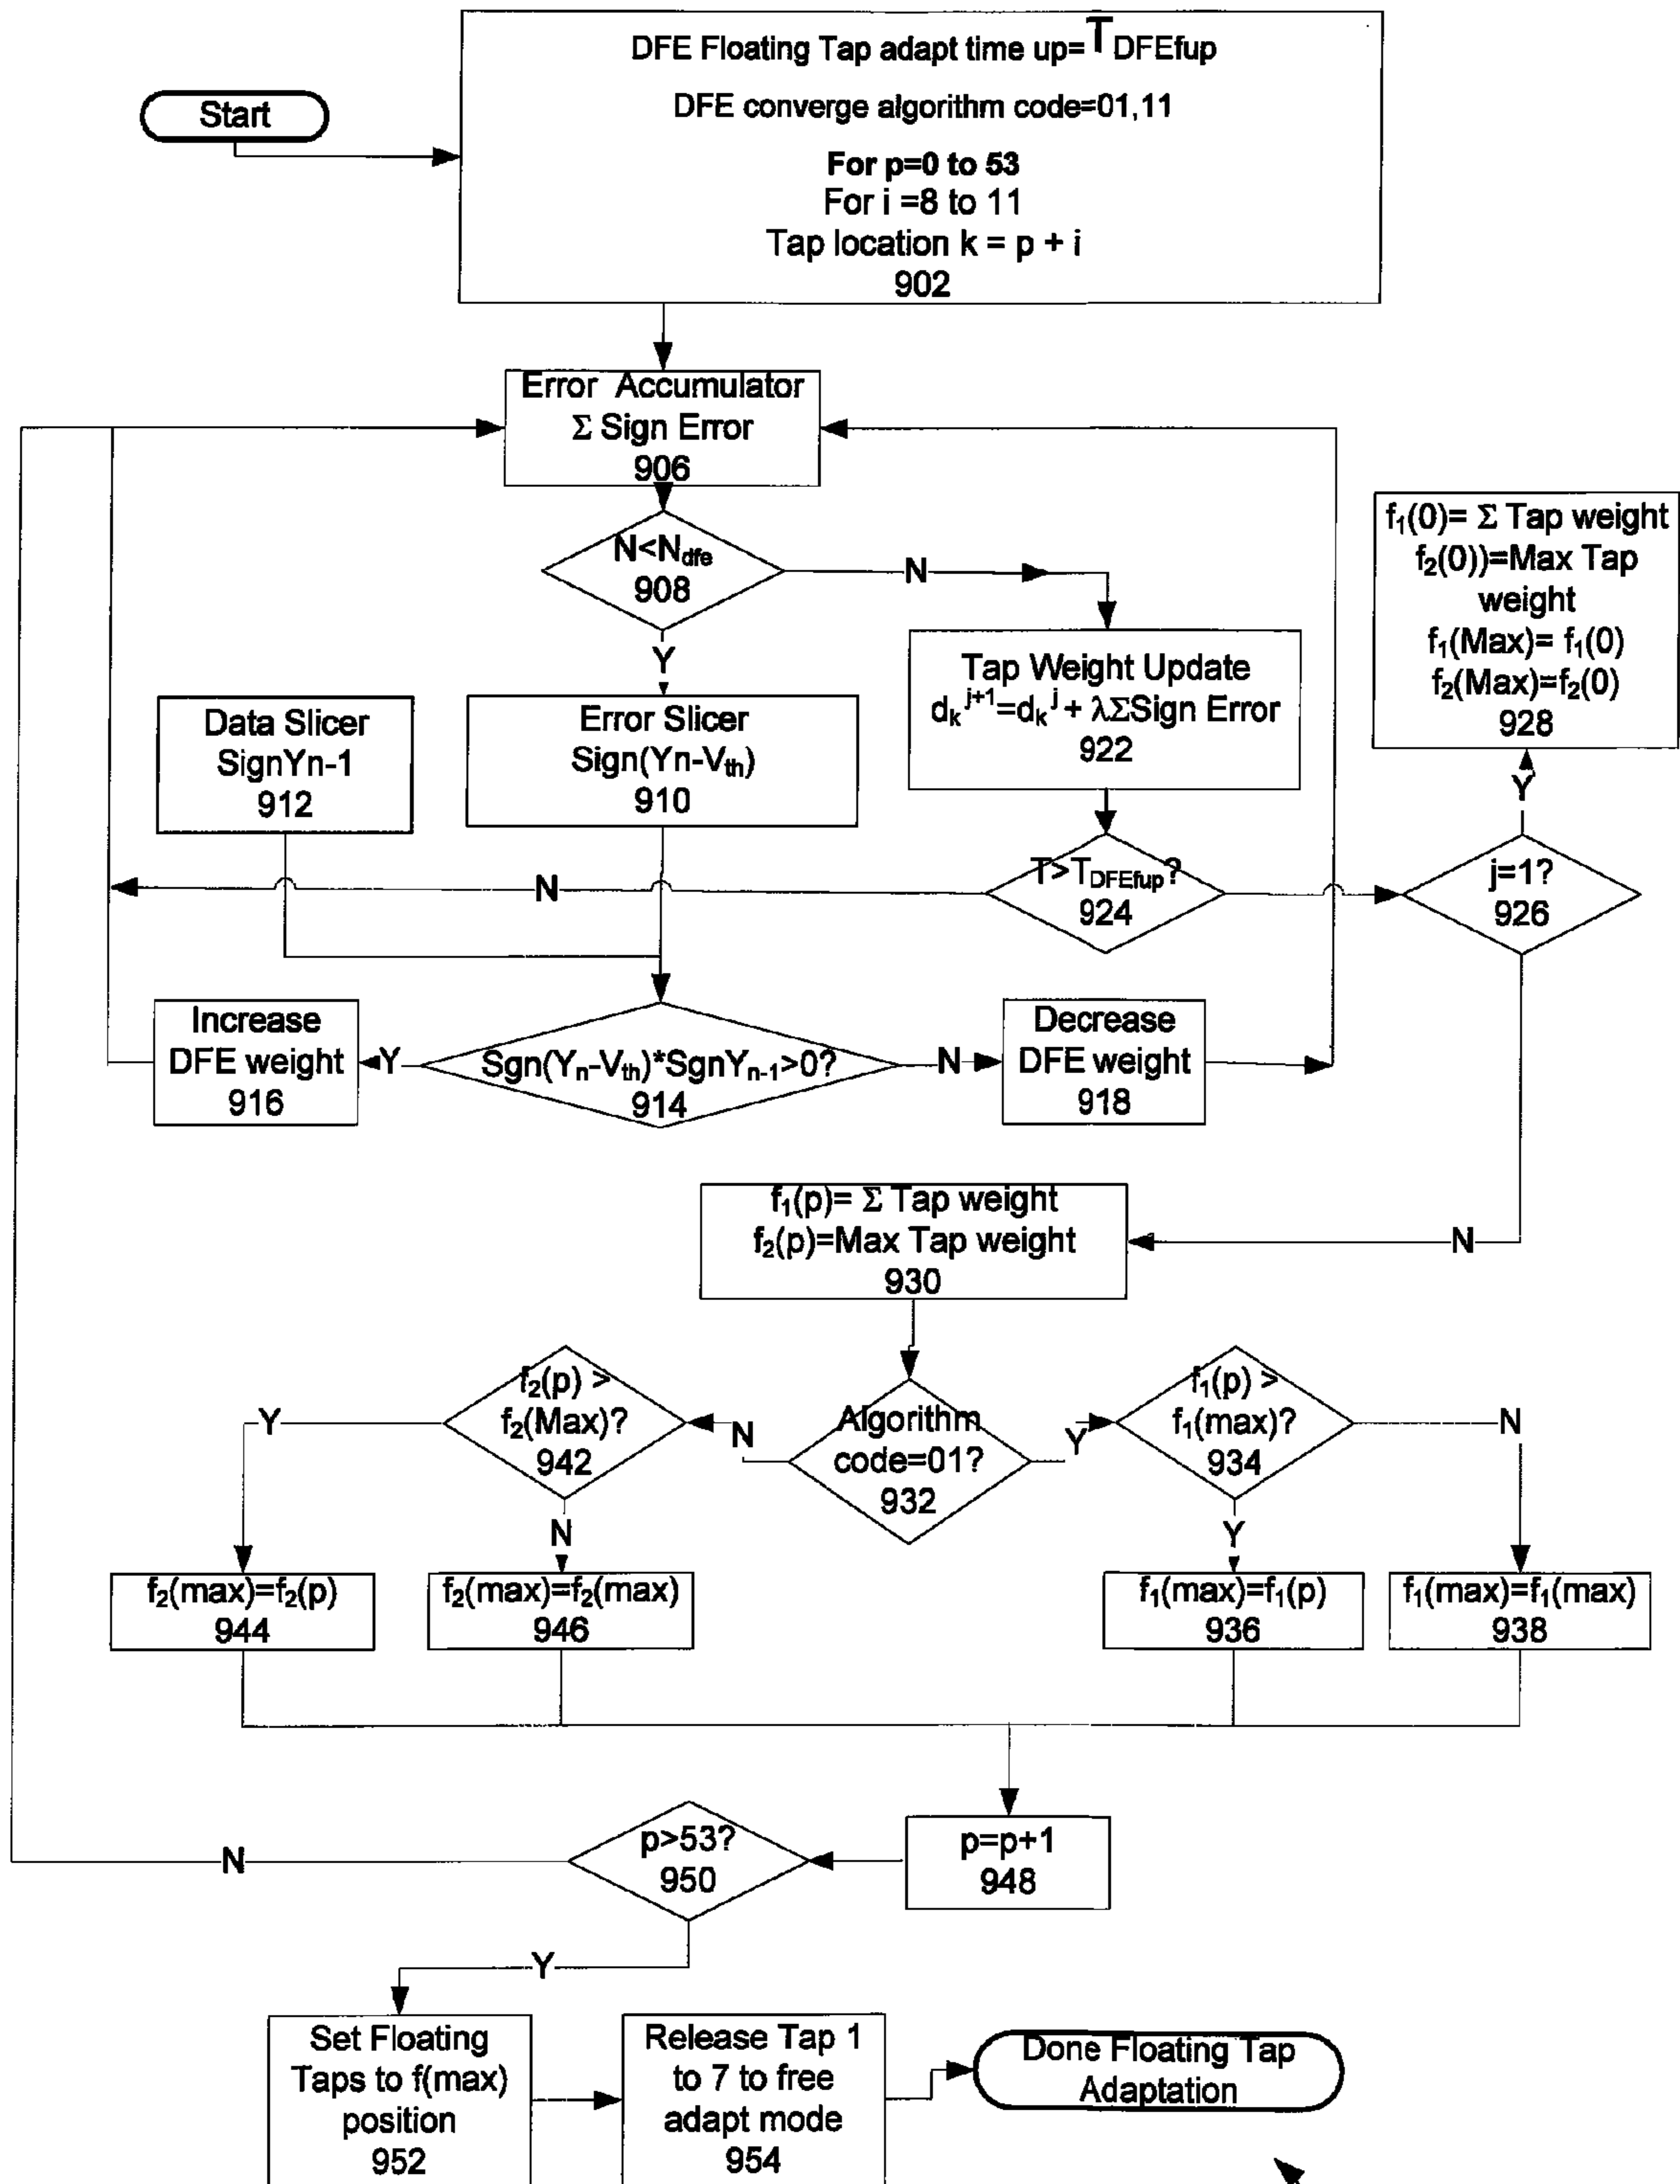 Start
DFE Floating Tap adapt time up=TDFEfup
DFE converge algorithm code=01,11
For p=0 to 53
For i =8 to 11
Tap location k = p + i
902
Error Accumulator
Σ Sign Error
906
N<Ndfe
908
N
Y
Data Slicer
SignYn-1
912
Error Slicer
Sign(Yn-Vth)
910
Tap Weight Update
dk^j+1=dk^j+ λΣSign Error
922
f1(0)= Σ Tap weight
f2(0))=Max Tap
weight
f1(Max)= f1(0)
f2(Max)=f2(0)
928
Y
N
T>TDFEfup?
924
j=1?
926
Increase
DFE weight
916
Y
Sgn(Yn-Vth)*SgnYn-1>0?
914
N
Decrease
DFE weight
918
f1(p)= Σ Tap weight
f2(p)=Max Tap weight
930
N
Y
f2(p) >
f2(Max)?
942
N
Algorithm
code=01?
932
Y
f1(p) >
f1(max)?
934
N
N
Y
f2(max)=f2(p)
944
f2(max)=f2(max)
946
f1(max)=f1(p)
936
f1(max)=f1(max)
938
N
p>53?
950
p=p+1
948
Y
Set Floating
Taps to f(max)
position
952
Release Tap 1
to 7 to free
adapt mode
954
Done Floating Tap
Adaptation